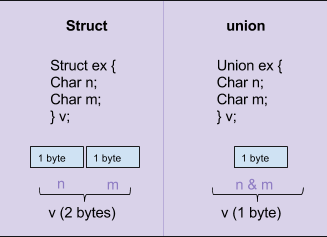 Struct
Struct ex {
Char n;
Char m;
} v;
1 byte
1 byte
n
m
v (2 bytes)
union
Union ex {
Char n;
Char m;
} v;
1 byte
n & m
v (1 byte)